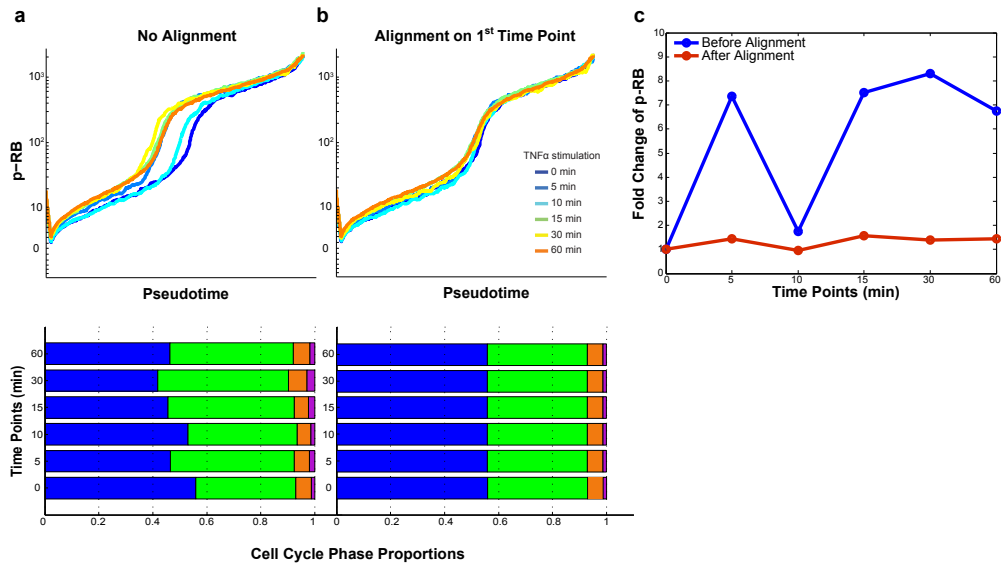 a
No Alignment
p-RB
10³
10²
10
0
Pseudotime
b
Alignment on 1st Time Point
TNFα stimulation
0 min
5 min
10 min
15 min
30 min
60 min
Pseudotime
c
Fold Change of p-RB
10
9
8
7
6
5
4
3
2
1
0
Before Alignment
After Alignment
0 5 10 15 30 60
Time Points (min)
Time Points (min)
60
30
15
10
5
0
0 0.2 0.4 0.6 0.8 1
60
30
15
10
5
0
0 0.2 0.4 0.6 0.8 1
Cell Cycle Phase Proportions